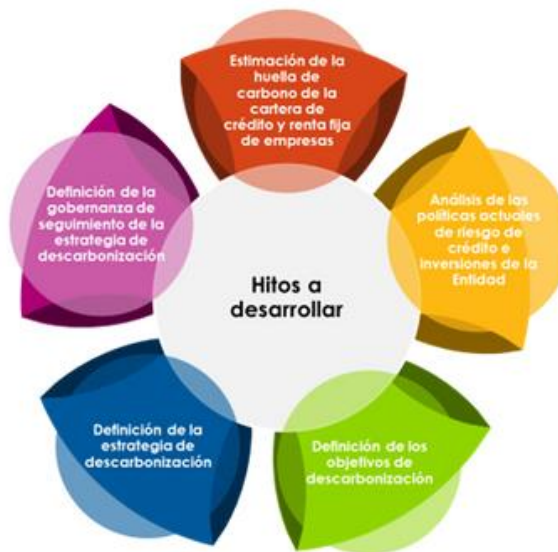 Estimación de la
huella de
carbono de la
cartera de
crédito y renta fija
de empresas
Análisis de las
políticas actuales
de riesgo de
crédito e
inversiones de la
Entidad
Definición de los
objetivos de
descarbonización
Definición de la
estrategia de
descarbonización
Definición de la
gobernanza de
seguimiento de la
estrategia de
descarbonización
Hitos a
desarrollar